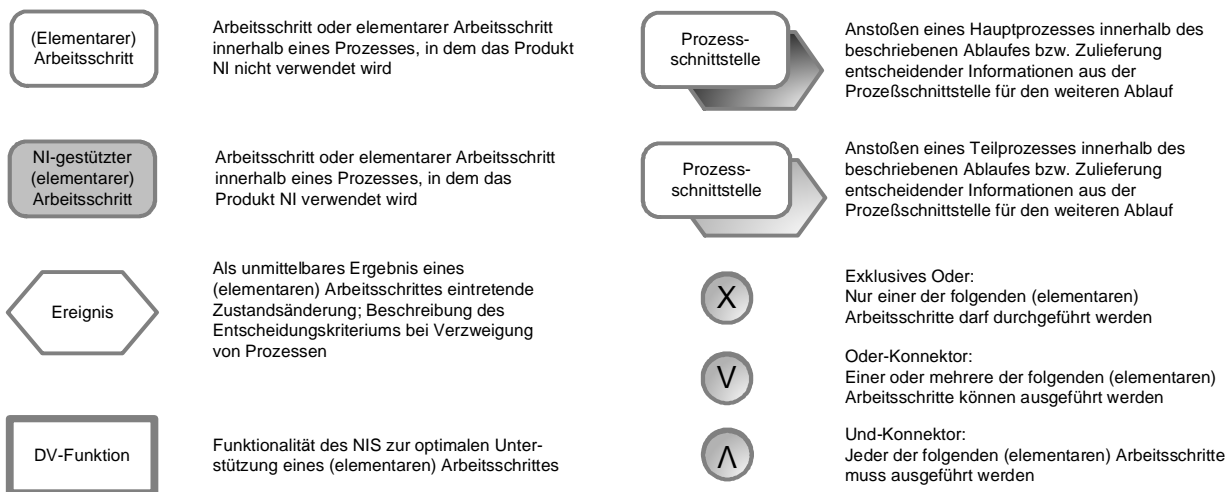 (Elementarer)
Arbeitsschritt
Arbeitsschritt oder elementarer Arbeitsschritt
innerhalb eines Prozesses, in dem das Produkt
NI nicht verwendet wird
NI-gestützter
(elementarer)
Arbeitsschritt
Arbeitsschritt oder elementarer Arbeitsschritt
innerhalb eines Prozesses, in dem das
Produkt NI verwendet wird
Ereignis
Als unmittelbares Ergebnis eines
(elementaren) Arbeitsschrittes eintretende
Zustandsänderung; Beschreibung des
Entscheidungskriteriums bei Verzweigung
von Prozessen
DV-Funktion
Funktionalität des NIS zur optimalen Unter-
stützung eines (elementaren) Arbeitsschrittes
Prozess-
schnittstelle
Anstoßen eines Hauptprozesses innerhalb des
beschriebenen Ablaufes bzw. Zulieferung
entscheidender Informationen aus der
Prozeßschnittstelle für den weiteren Ablauf
Prozess-
schnittstelle
Anstoßen eines Teilprozesses innerhalb des
beschriebenen Ablaufes bzw. Zulieferung
entscheidender Informationen aus der
Prozeßschnittstelle für den weiteren Ablauf
X
Exklusives Oder:
Nur einer der folgenden (elementaren)
Arbeitsschritte darf durchgeführt werden
V
Oder-Konnektor:
Einer oder mehrere der folgenden (elementaren)
Arbeitsschritte können ausgeführt werden
Λ
Und-Konnektor:
Jeder der folgenden (elementaren) Arbeitsschritte
muss ausgeführt werden